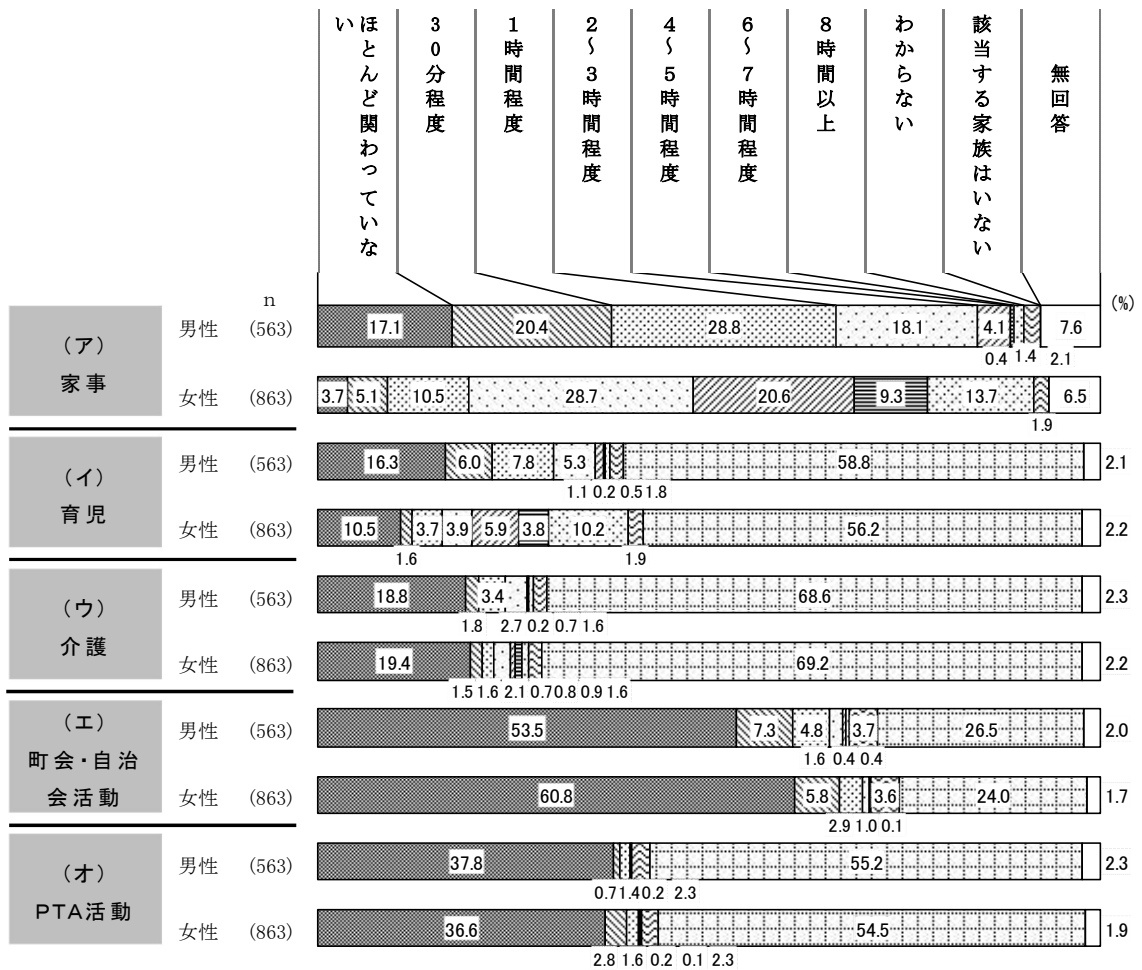 ほとんど関わっていない
30分程度
1時間程度
2～3時間程度
4～5時間程度
6～7時間程度
8時間以上
わからない
該当する家族はいない
無回答
n
(%)
（ア）
家事
男性 (563) 17.1 20.4 28.8 18.1 4.1 7.6
0.4 1.4 2.1
女性 (863) 3.7 5.1 10.5 28.7 20.6 9.3 13.7 6.5
1.9
（イ）
育児
男性 (563) 16.3 6.0 7.8 5.3 58.8 2.1
1.1 0.2 0.5 1.8
女性 (863) 10.5 3.7 3.9 5.9 3.8 10.2 56.2 2.2
1.6 1.9
（ウ）
介護
男性 (563) 18.8 3.4 68.6 2.3
1.8 2.7 0.2 0.7 1.6
女性 (863) 19.4 69.2 2.2
1.5 1.6 2.1 0.7 0.8 0.9 1.6
（エ）
町会・自治
会活動
男性 (563) 53.5 7.3 4.8 3.7 26.5 2.0
1.6 0.4 0.4
女性 (863) 60.8 5.8 3.6 24.0 1.7
2.9 1.0 0.1
（オ）
PTA活動
男性 (563) 37.8 55.2 2.3
0.7 1.4 0.2 2.3
女性 (863) 36.6 54.5 1.9
2.8 1.6 0.2 0.1 2.3